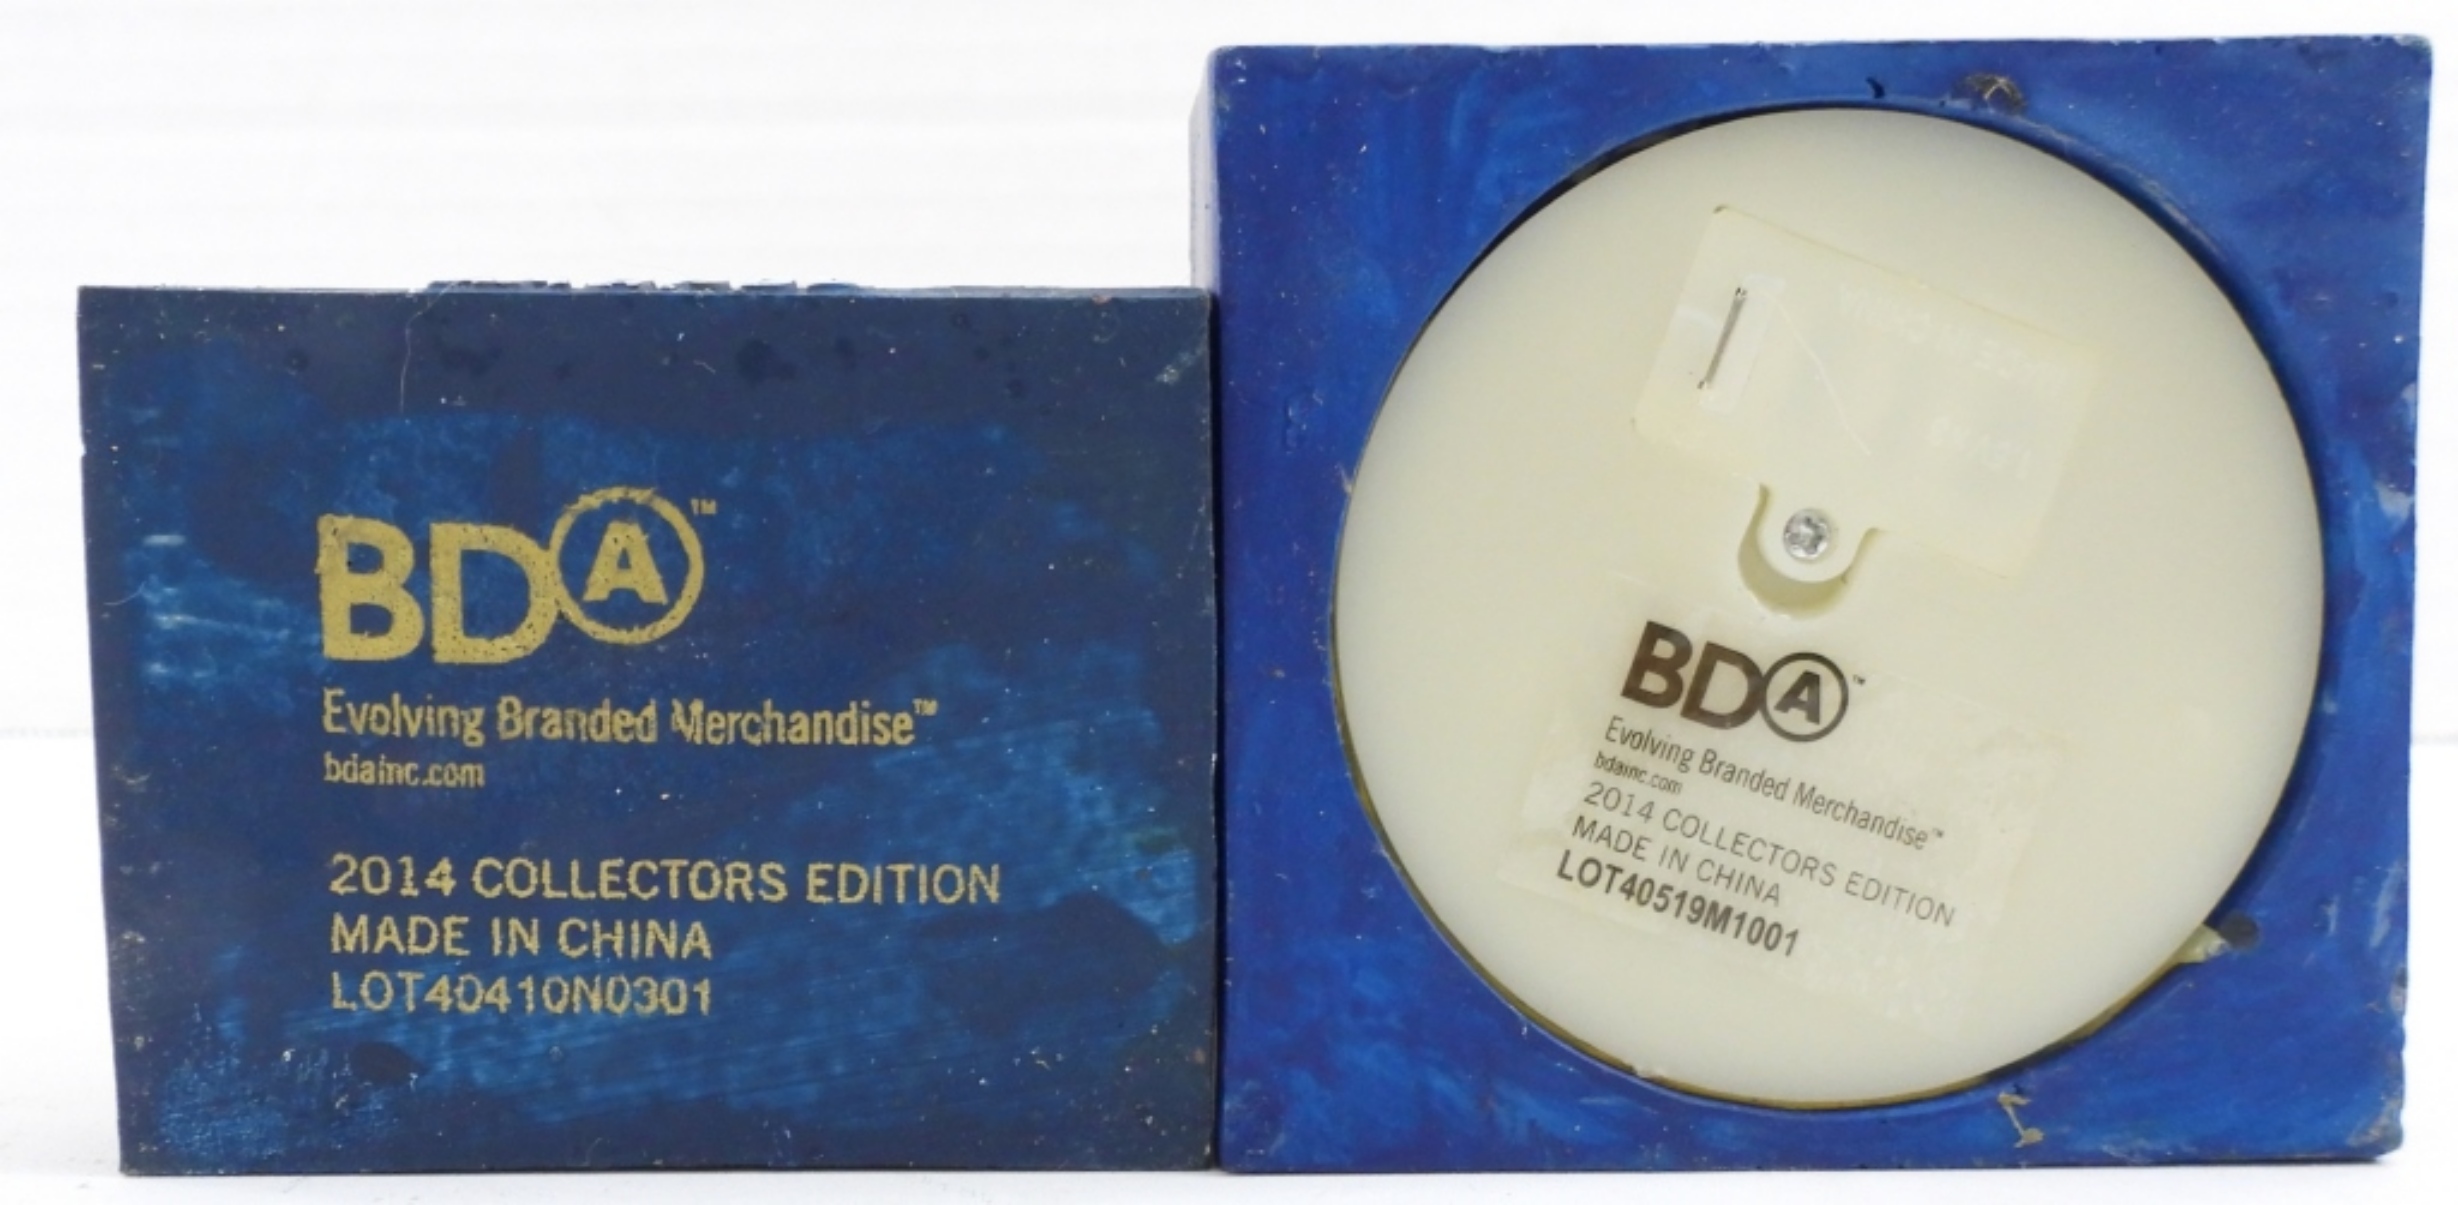 BDA™
Evolving Branded Merchandise™
bdainc.com
2014 COLLECTORS EDITION
MADE IN CHINA
LOT40410N0301
BDA™
Evolving Branded Merchandise™
bdainc.com
2014 COLLECTORS EDITION
MADE IN CHINA
LOT40519M1001